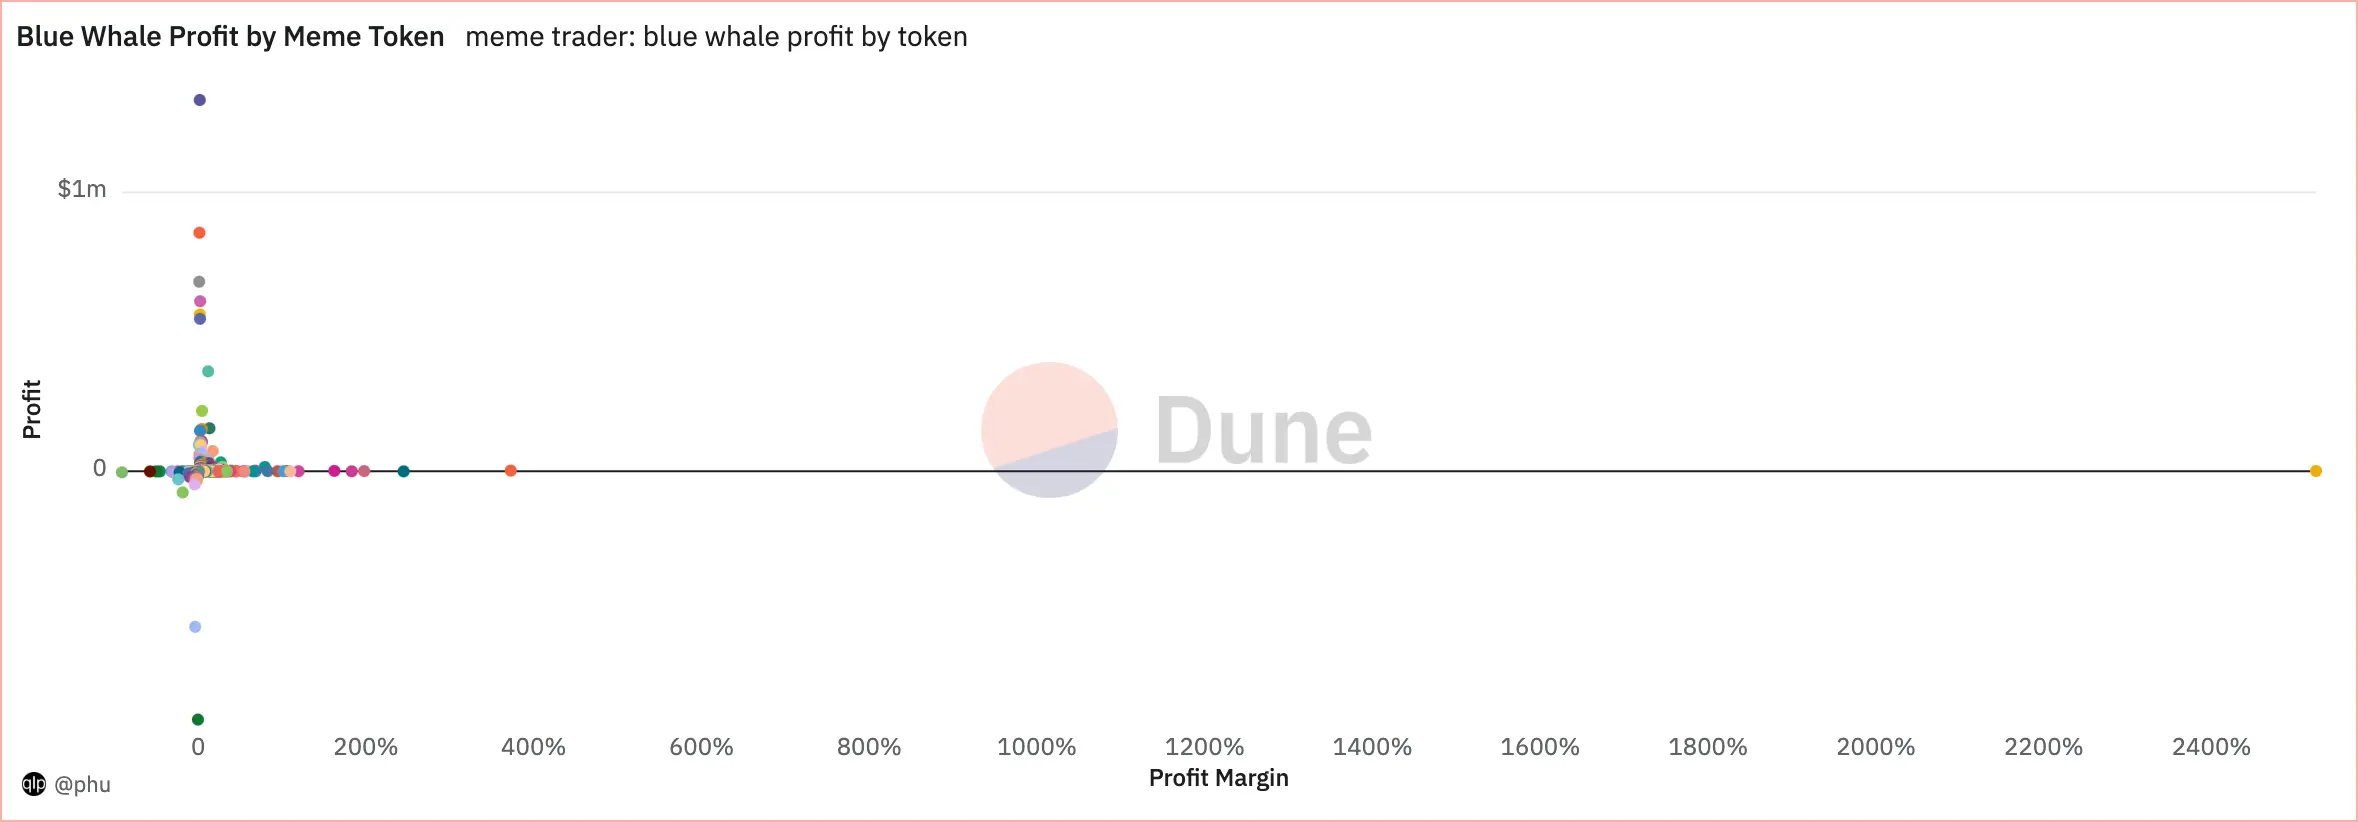 Blue Whale Profit by Meme Token meme trader: blue whale profit by token
$1m
Profit
0
Dune
0 200% 400% 600% 800% 1000% 1200% 1400% 1600% 1800% 2000% 2200% 2400%
Profit Margin
qlp @phu